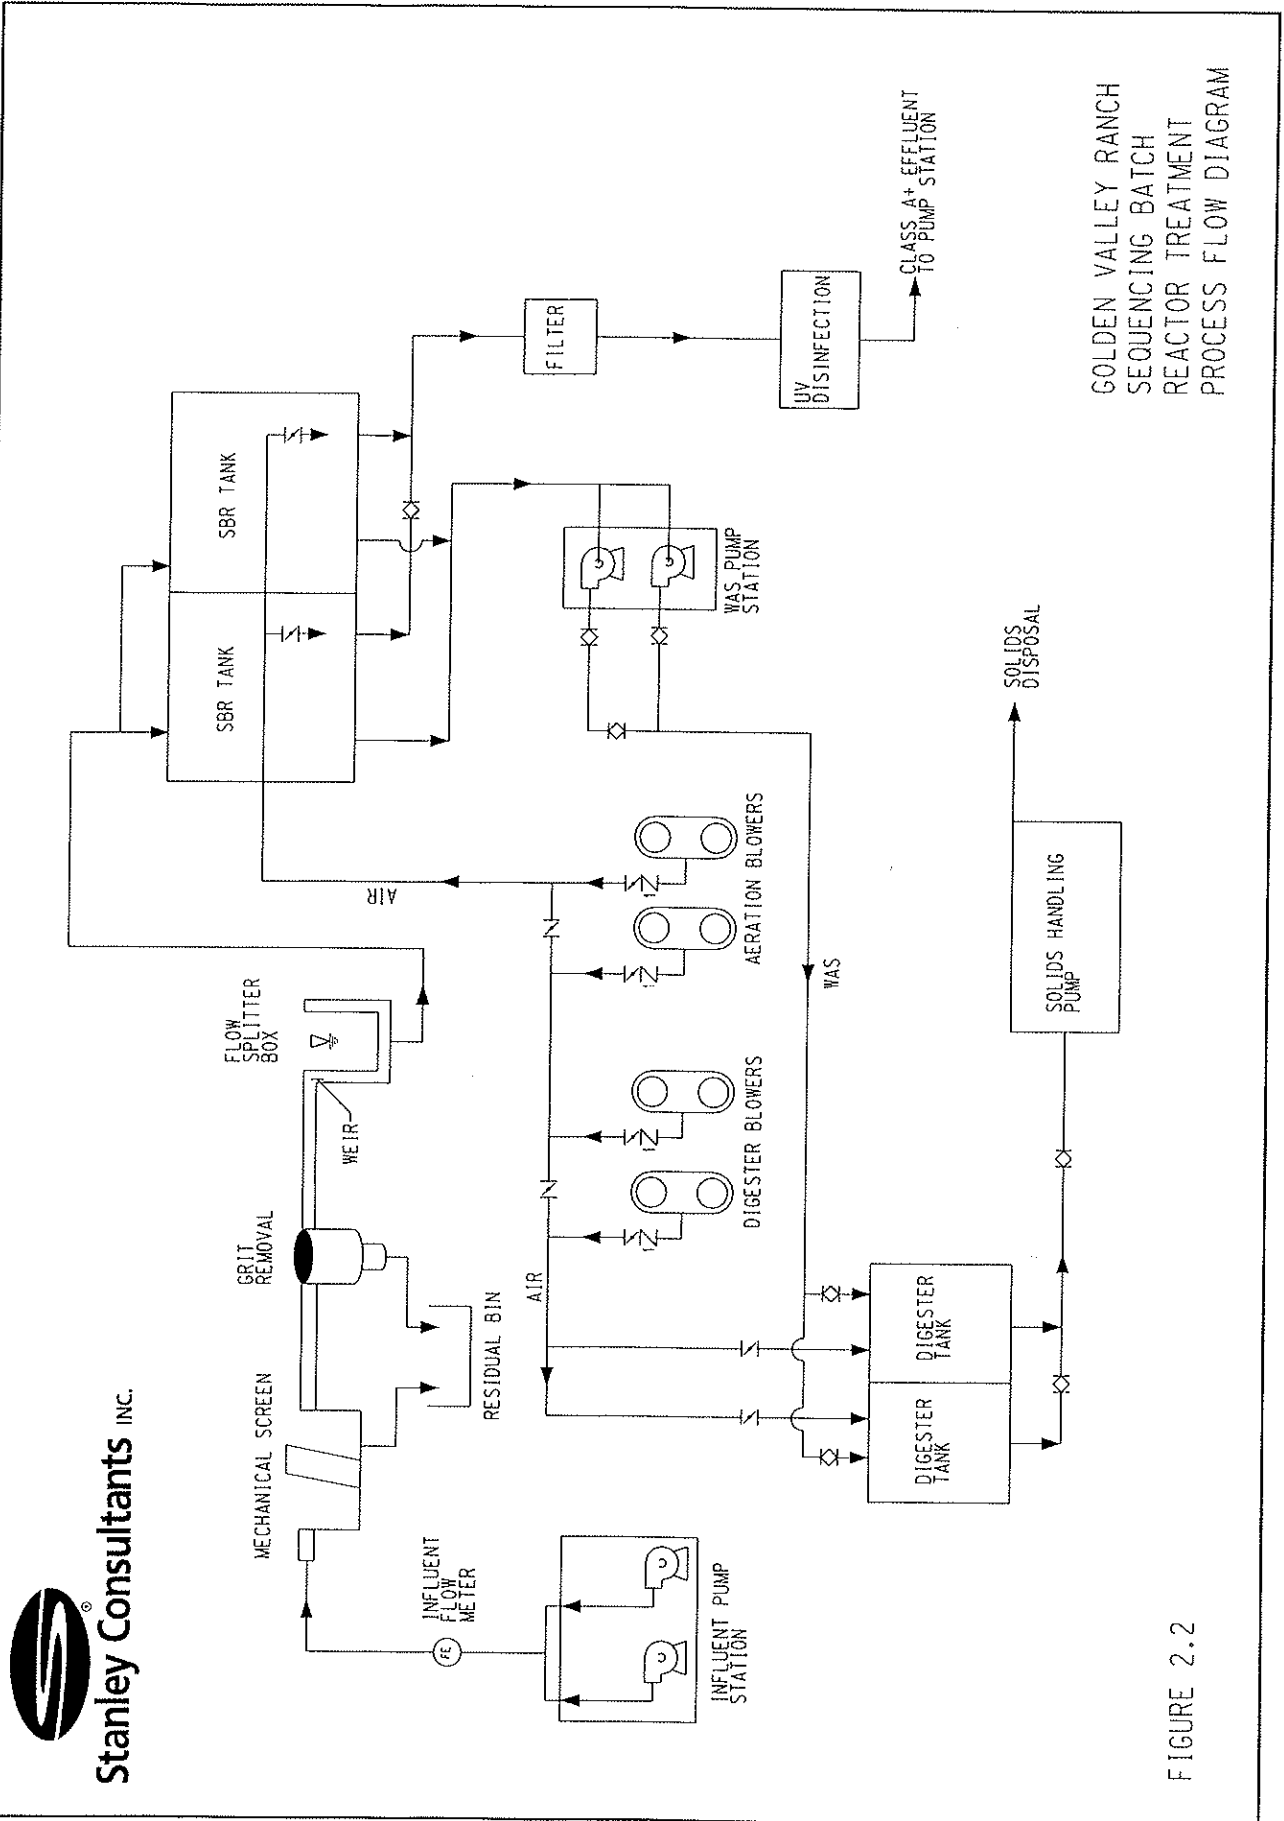 Stanley Consultants INC.
®
MECHANICAL SCREEN
GRIT
REMOVAL
FLOW
SPLITTER
BOX
WEIR
RESIDUAL BIN
INFLUENT
FLOW
METER
FE
INFLUENT PUMP
STATION
AIR
AIR
SBR TANK
SBR TANK
DIGESTER BLOWERS
AERATION BLOWERS
WAS PUMP
STATION
FILTER
UV
DISINFECTION
CLASS A+ EFFLUENT
TO PUMP STATION
WAS
DIGESTER
TANK
DIGESTER
TANK
SOLIDS HANDLING
PUMP
SOLIDS
DISPOSAL
FIGURE 2.2
GOLDEN VALLEY RANCH
SEQUENCING BATCH
REACTOR TREATMENT
PROCESS FLOW DIAGRAM